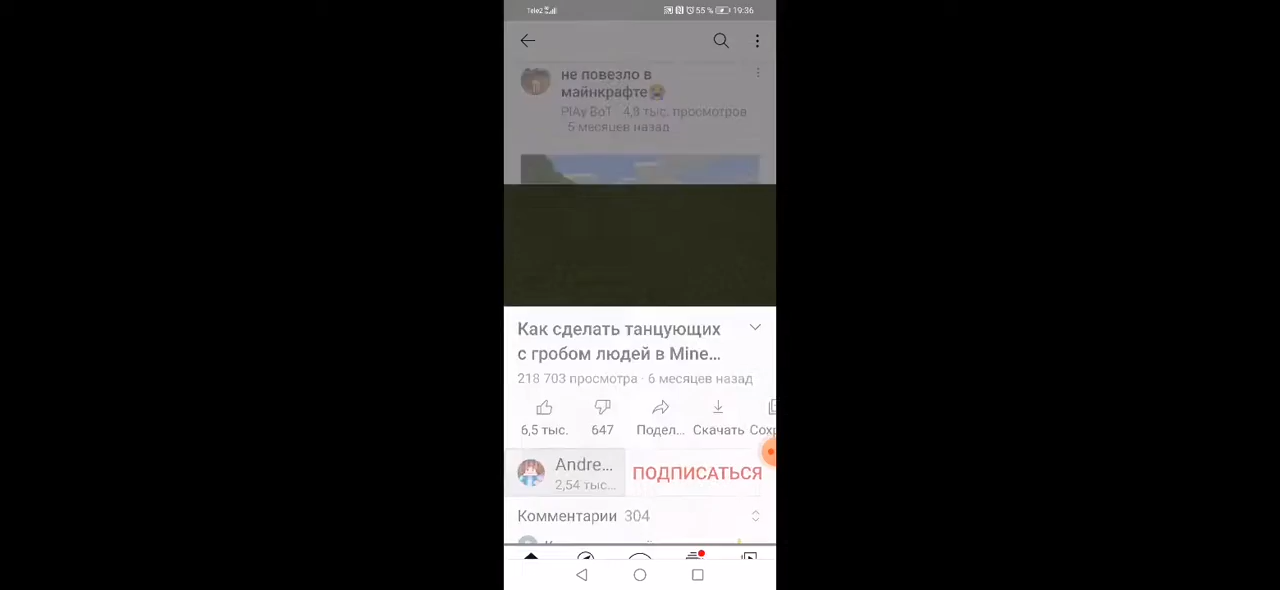 Tele2
55 % 19:36
не повезло в
майнкрафте
PlAy BoT · 4,8 тыс. просмотров
· 5 месяцев назад
Как сделать танцующих
с гробом людей в Mine...
218 703 просмотра · 6 месяцев назад
6,5 тыс. 647 Подел... Скачать Сохр
Andre...
2,54 тыс...
ПОДПИСАТЬСЯ
Комментарии 304